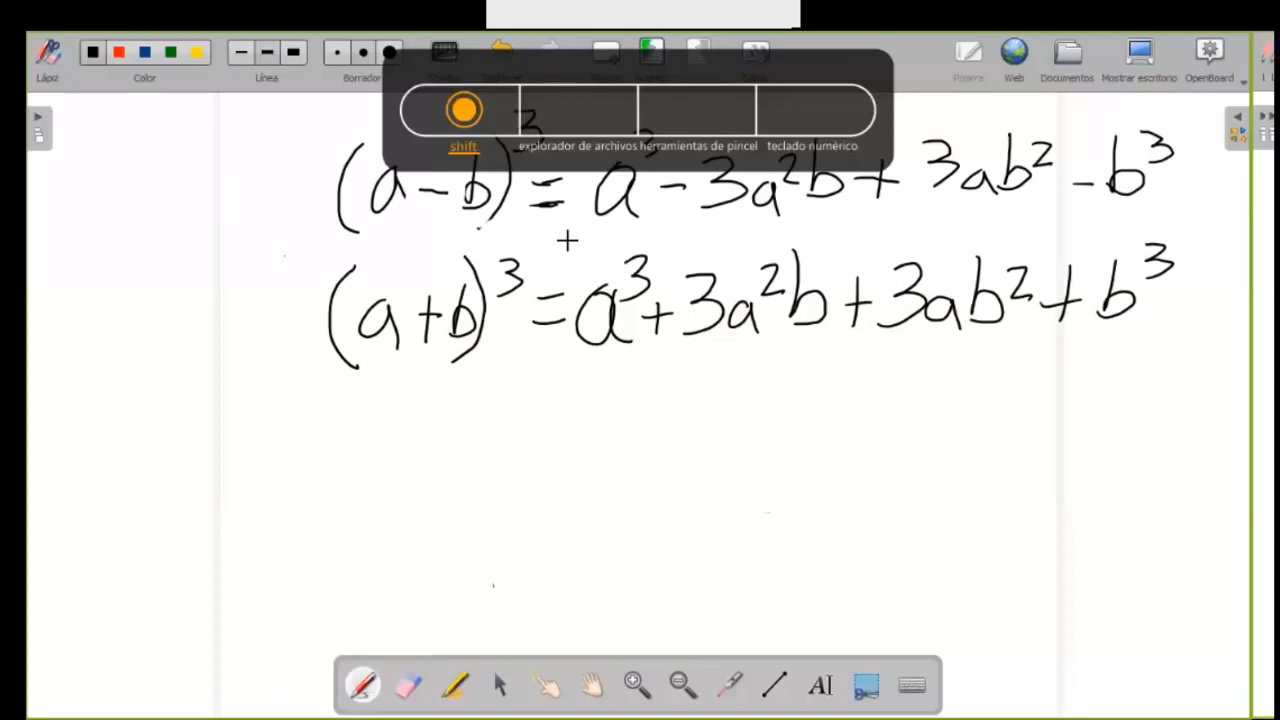 Lápiz Color Línea Borrador Pizarra Web Documentos Mostrar escritorio OpenBoard
shift explorador de archivos herramientas de pincel teclado numérico
(a-b)³ = a³ - 3a²b + 3ab² - b³
(a+b)³ = a³ + 3a²b + 3ab² + b³
AI